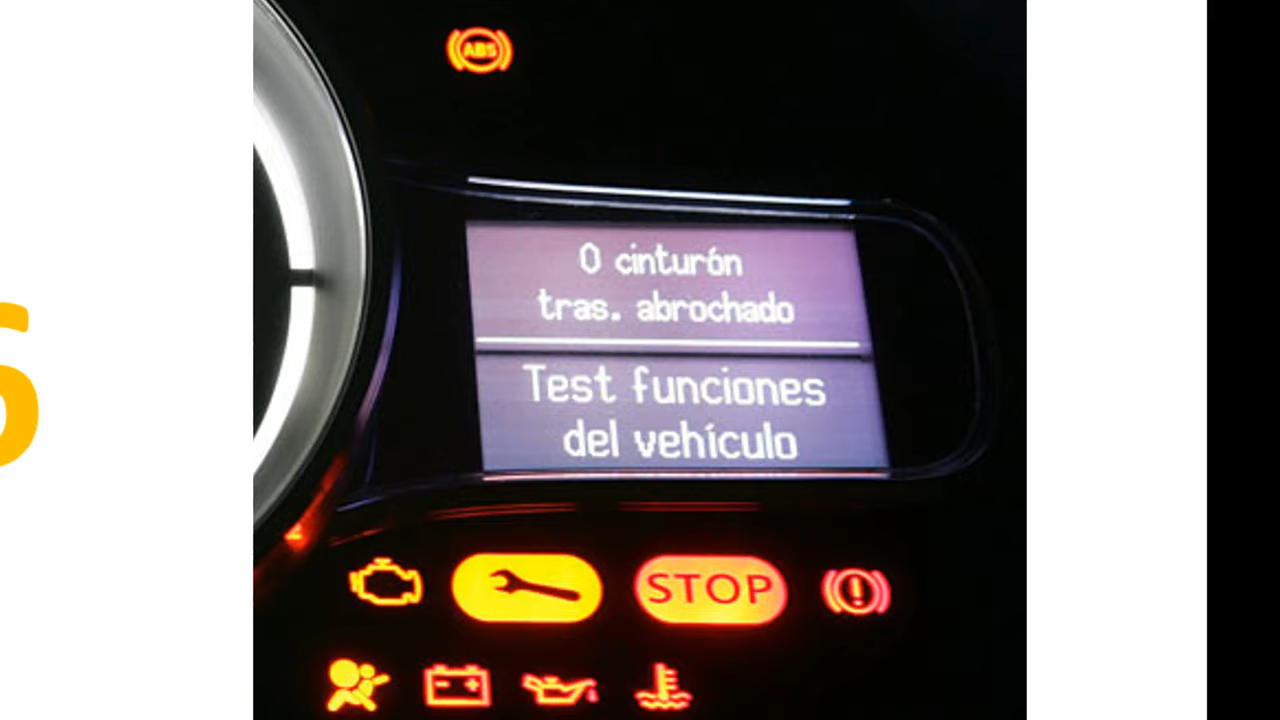 ABS
0 cinturón
tras. abrochado
Test funciones
del vehículo
STOP